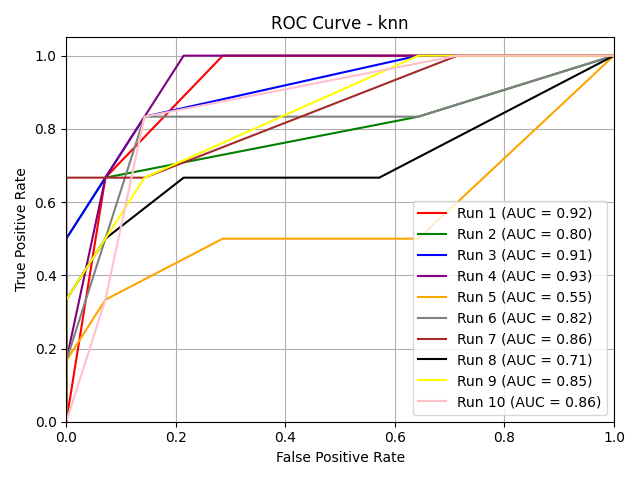 ROC Curve - knn
True Positive Rate
1.0
0.8
0.6
0.4
0.2
0.0
0.0 0.2 0.4 0.6 0.8 1.0
False Positive Rate
Run 1 (AUC = 0.92)
Run 2 (AUC = 0.80)
Run 3 (AUC = 0.91)
Run 4 (AUC = 0.93)
Run 5 (AUC = 0.55)
Run 6 (AUC = 0.82)
Run 7 (AUC = 0.86)
Run 8 (AUC = 0.71)
Run 9 (AUC = 0.85)
Run 10 (AUC = 0.86)